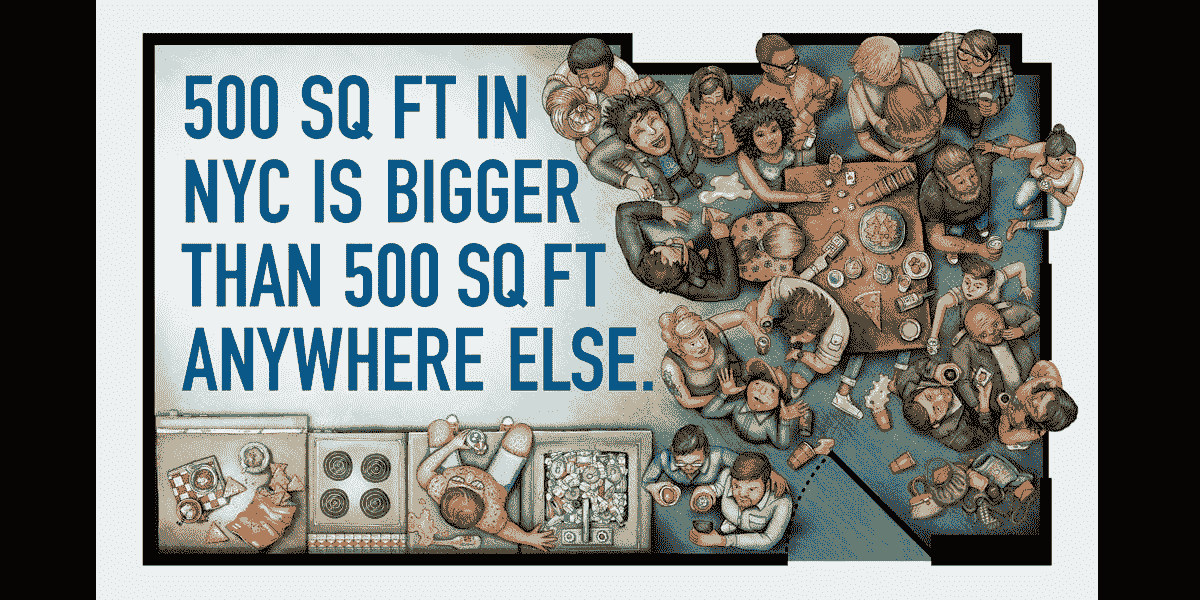 500 SQ FT IN
NYC IS BIGGER
THAN 500 SQ FT
ANYWHERE ELSE.